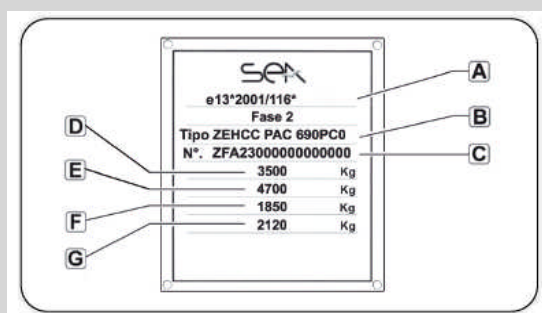 SEA
e13*2001/116*
Fase 2
Tipo ZEHCC PAC 690PC0
N°. ZFA23000000000000
3500 Kg
4700 Kg
1850 Kg
2120 Kg
A
B
C
D
E
F
G